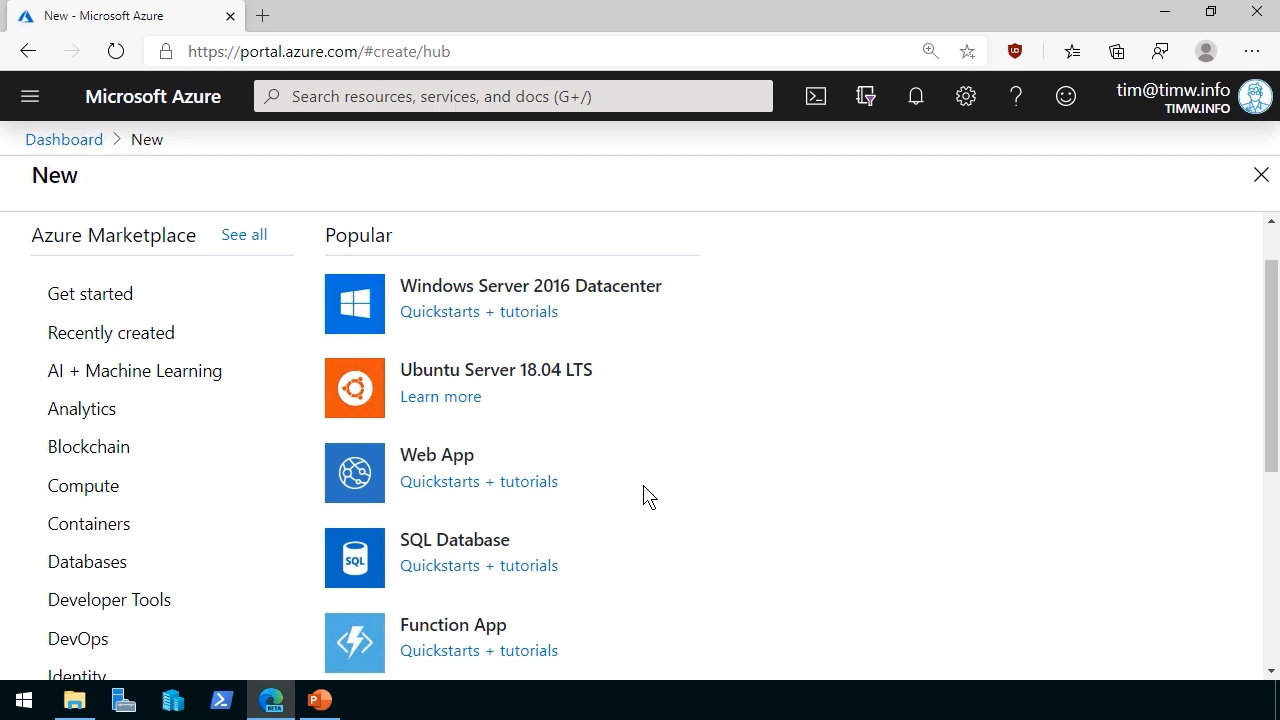 New - Microsoft Azure
https://portal.azure.com/#create/hub
Microsoft Azure
Search resources, services, and docs (G+/)
tim@timw.info
TIMW.INFO
Dashboard > New
New
Azure Marketplace See all
Get started
Recently created
AI + Machine Learning
Analytics
Blockchain
Compute
Containers
Databases
Developer Tools
DevOps
Identity
Popular
Windows Server 2016 Datacenter
Quickstarts + tutorials
Ubuntu Server 18.04 LTS
Learn more
Web App
Quickstarts + tutorials
SQL
SQL Database
Quickstarts + tutorials
Function App
Quickstarts + tutorials
BETA